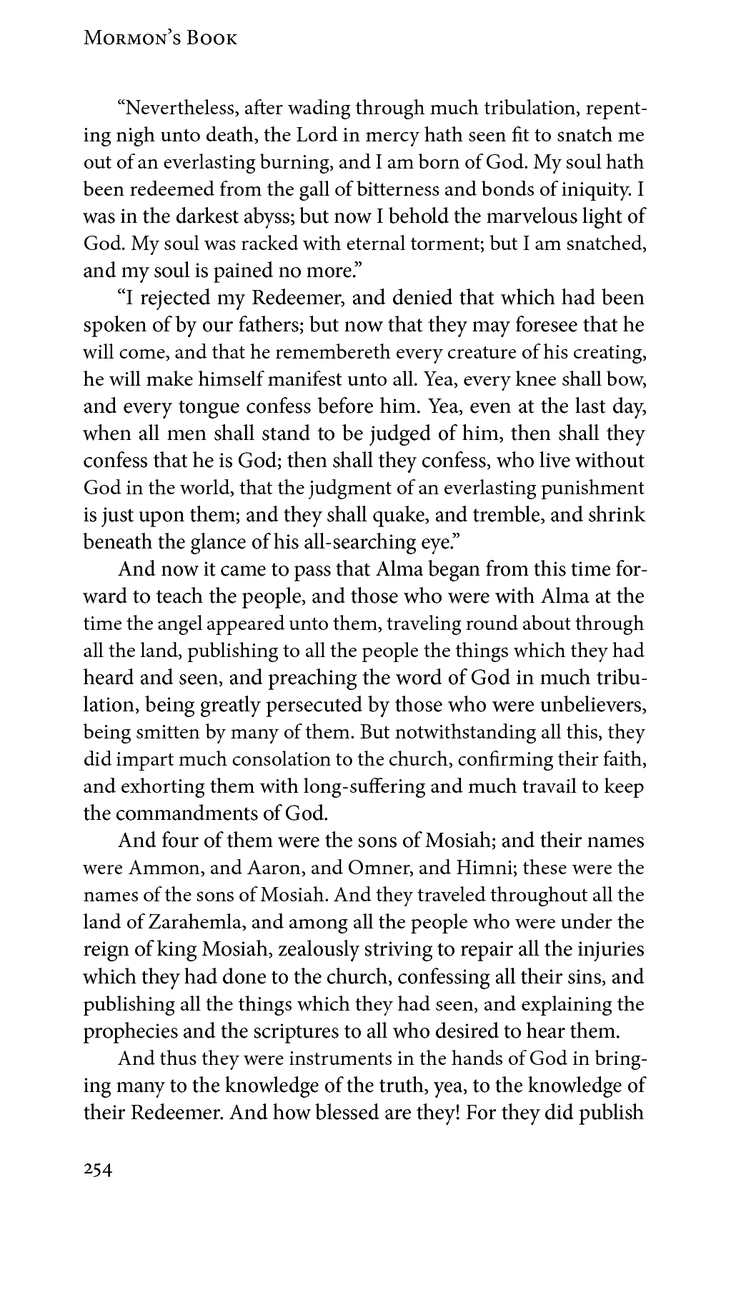 Mormon's Book
“Nevertheless, after wading through much tribulation, repent-
ing nigh unto death, the Lord in mercy hath seen fit to snatch me
out of an everlasting burning, and I am born of God. My soul hath
been redeemed from the gall of bitterness and bonds of iniquity. I
was in the darkest abyss; but now I behold the marvelous light of
God. My soul was racked with eternal torment; but I am snatched,
and my soul is pained no more.”
“I rejected my Redeemer, and denied that which had been
spoken of by our fathers; but now that they may foresee that he
will come, and that he remembereth every creature of his creating,
he will make himself manifest unto all. Yea, every knee shall bow,
and every tongue confess before him. Yea, even at the last day,
when all men shall stand to be judged of him, then shall they
confess that he is God; then shall they confess, who live without
God in the world, that the judgment of an everlasting punishment
is just upon them; and they shall quake, and tremble, and shrink
beneath the glance of his all-searching eye.”
And now it came to pass that Alma began from this time for-
ward to teach the people, and those who were with Alma at the
time the angel appeared unto them, traveling round about through
all the land, publishing to all the people the things which they had
heard and seen, and preaching the word of God in much tribu-
lation, being greatly persecuted by those who were unbelievers,
being smitten by many of them. But notwithstanding all this, they
did impart much consolation to the church, confirming their faith,
and exhorting them with long-suffering and much travail to keep
the commandments of God.
And four of them were the sons of Mosiah; and their names
were Ammon, and Aaron, and Omner, and Himni; these were the
names of the sons of Mosiah. And they traveled throughout all the
land of Zarahemla, and among all the people who were under the
reign of king Mosiah, zealously striving to repair all the injuries
which they had done to the church, confessing all their sins, and
publishing all the things which they had seen, and explaining the
prophecies and the scriptures to all who desired to hear them.
And thus they were instruments in the hands of God in bring-
ing many to the knowledge of the truth, yea, to the knowledge of
their Redeemer. And how blessed are they! For they did publish
254